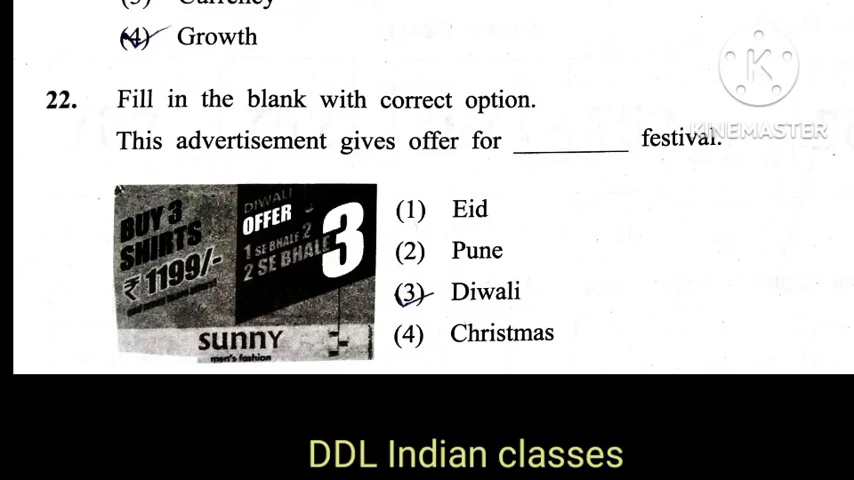 (3) Currency
(4) Growth
22. Fill in the blank with correct option.
This advertisement gives offer for ________ festival.
BUY 3
SHIRTS
₹ 1199/-
DIWALI
OFFER
1 SE BHALE 2
2 SE BHALE 3
sunny
men's fashion
(1) Eid
(2) Pune
(3) Diwali
(4) Christmas
K
KINEMASTER
DDL Indian classes